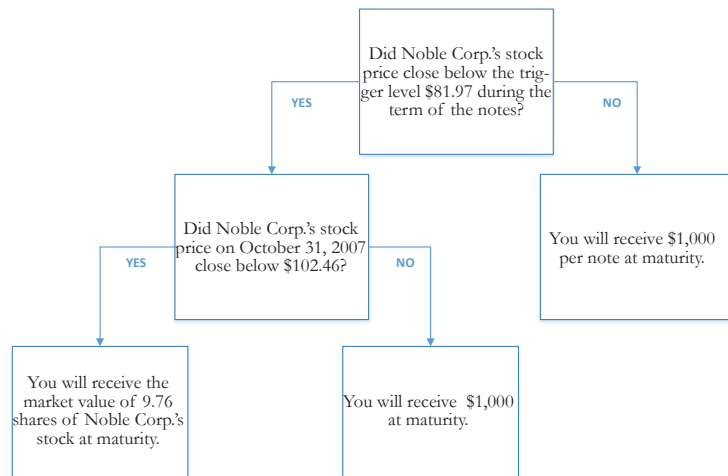 Did Noble Corp.'s stock
price close below the trig-
ger level $81.97 during the
term of the notes?
YES
NO
Did Noble Corp.'s stock
price on October 31, 2007
close below $102.46?
You will receive $1,000
per note at maturity.
YES
NO
You will receive the
market value of 9.76
shares of Noble Corp.'s
stock at maturity.
You will receive $1,000
at maturity.